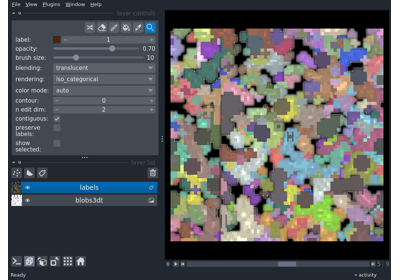 File View Plugins Window Help
layer controls
label: 1
opacity: 0.70
brush size: 10
blending: translucent
rendering: iso_categorical
color mode: auto
contour: 0
n edit dim: 2
contiguous:
preserve
labels:
show
selected:
layer list
labels
blobs3dt
Ready
activity